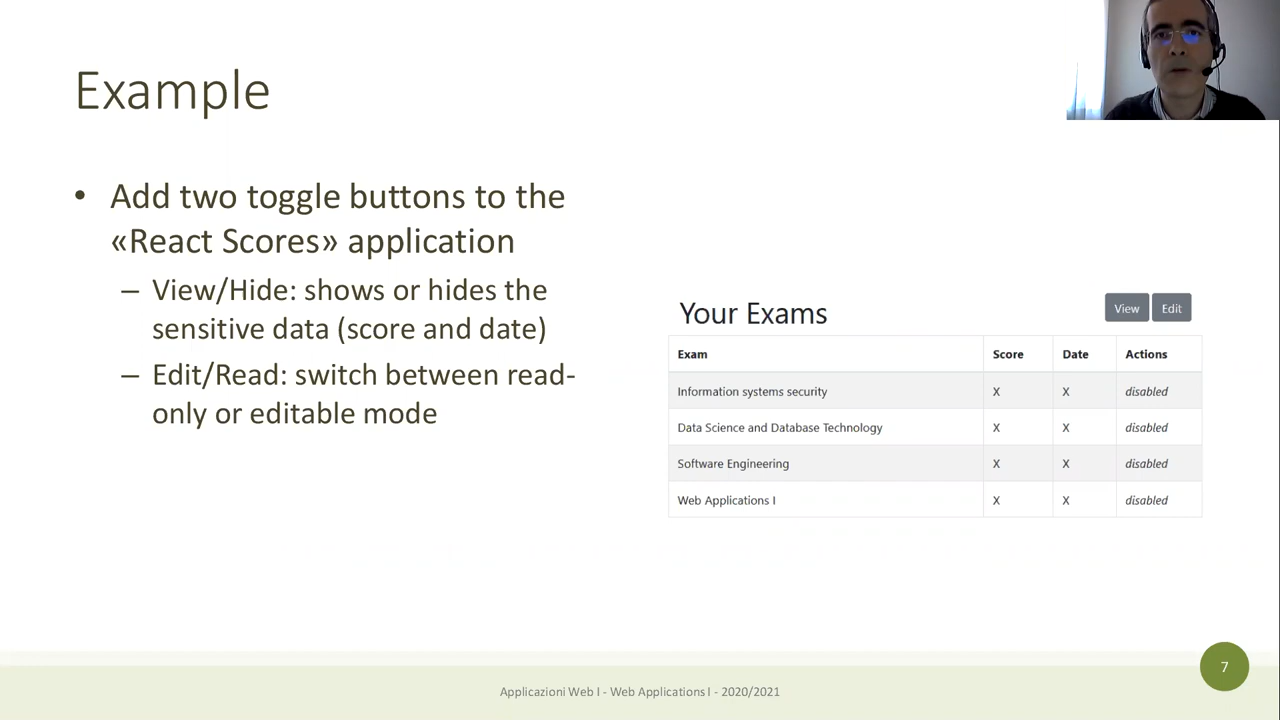 Example
• Add two toggle buttons to the
«React Scores» application
– View/Hide: shows or hides the
sensitive data (score and date)
– Edit/Read: switch between read-
only or editable mode
Your Exams View Edit
Exam Score Date Actions
Information systems security X X disabled
Data Science and Database Technology X X disabled
Software Engineering X X disabled
Web Applications I X X disabled
Applicazioni Web I - Web Applications I - 2020/2021
7